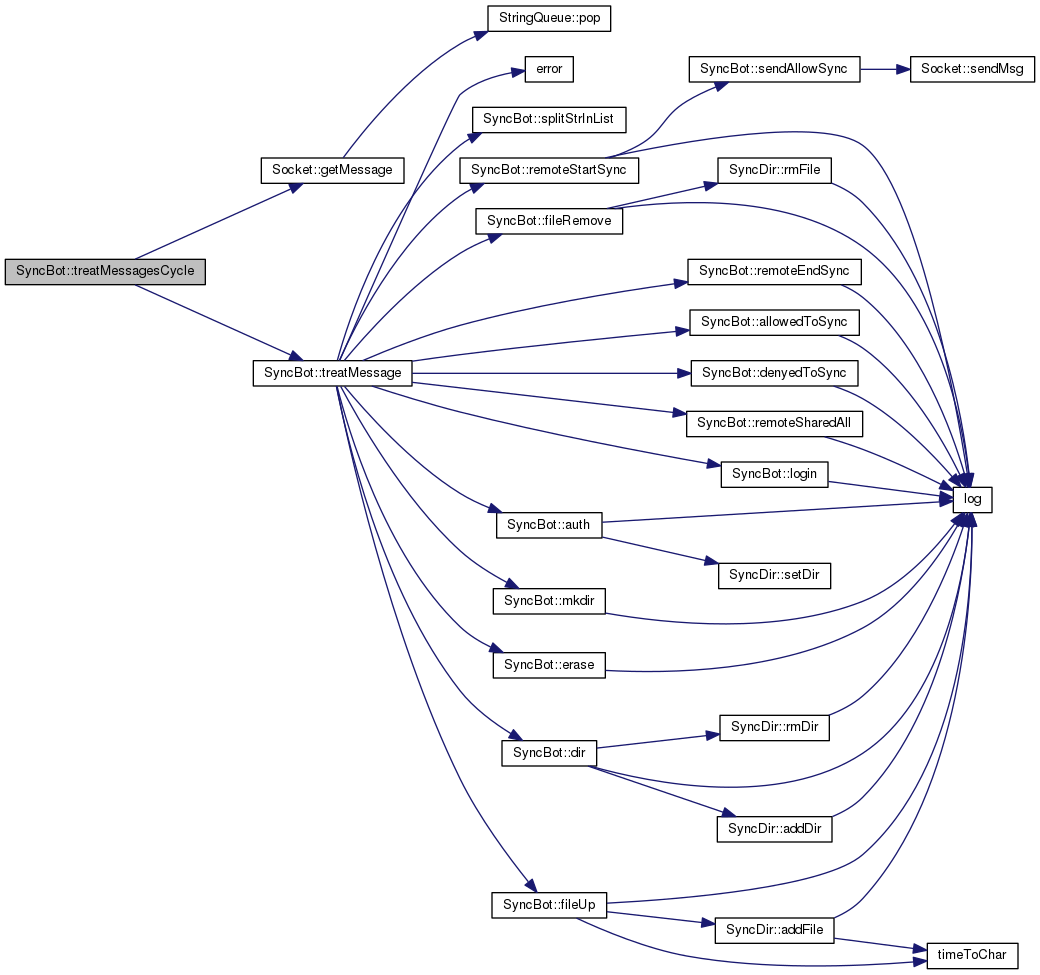 StringQueue::pop
error
SyncBot::sendAllowSync
Socket::sendMsg
SyncBot::splitStrInList
Socket::getMessage
SyncBot::remoteStartSync
SyncDir::rmFile
SyncBot::fileRemove
SyncBot::treatMessagesCycle
SyncBot::remoteEndSync
SyncBot::allowedToSync
SyncBot::treatMessage
SyncBot::denyedToSync
SyncBot::remoteSharedAll
SyncBot::login
log
SyncBot::auth
SyncDir::setDir
SyncBot::mkdir
SyncBot::erase
SyncDir::rmDir
SyncBot::dir
SyncDir::addDir
SyncBot::fileUp
SyncDir::addFile
timeToChar